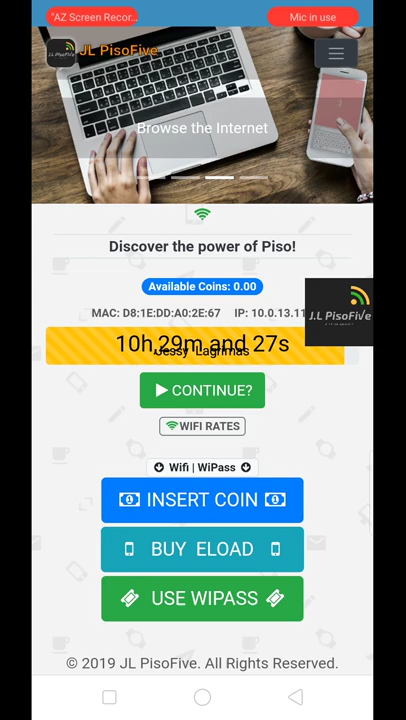 "AZ Screen Recor...
Mic in use
JL PisoFive
Browse the Internet
Discover the power of Piso!
Available Coins: 0.00
MAC: D8:1E:DD:A0:2E:67 IP: 10.0.13.11
J.L PisoFive
10h,29m and 27s
Jessy Lagrimas
CONTINUE?
WIFI RATES
Wifi | WiPass
INSERT COIN
BUY ELOAD
USE WIPASS
© 2019 JL PisoFive. All Rights Reserved.